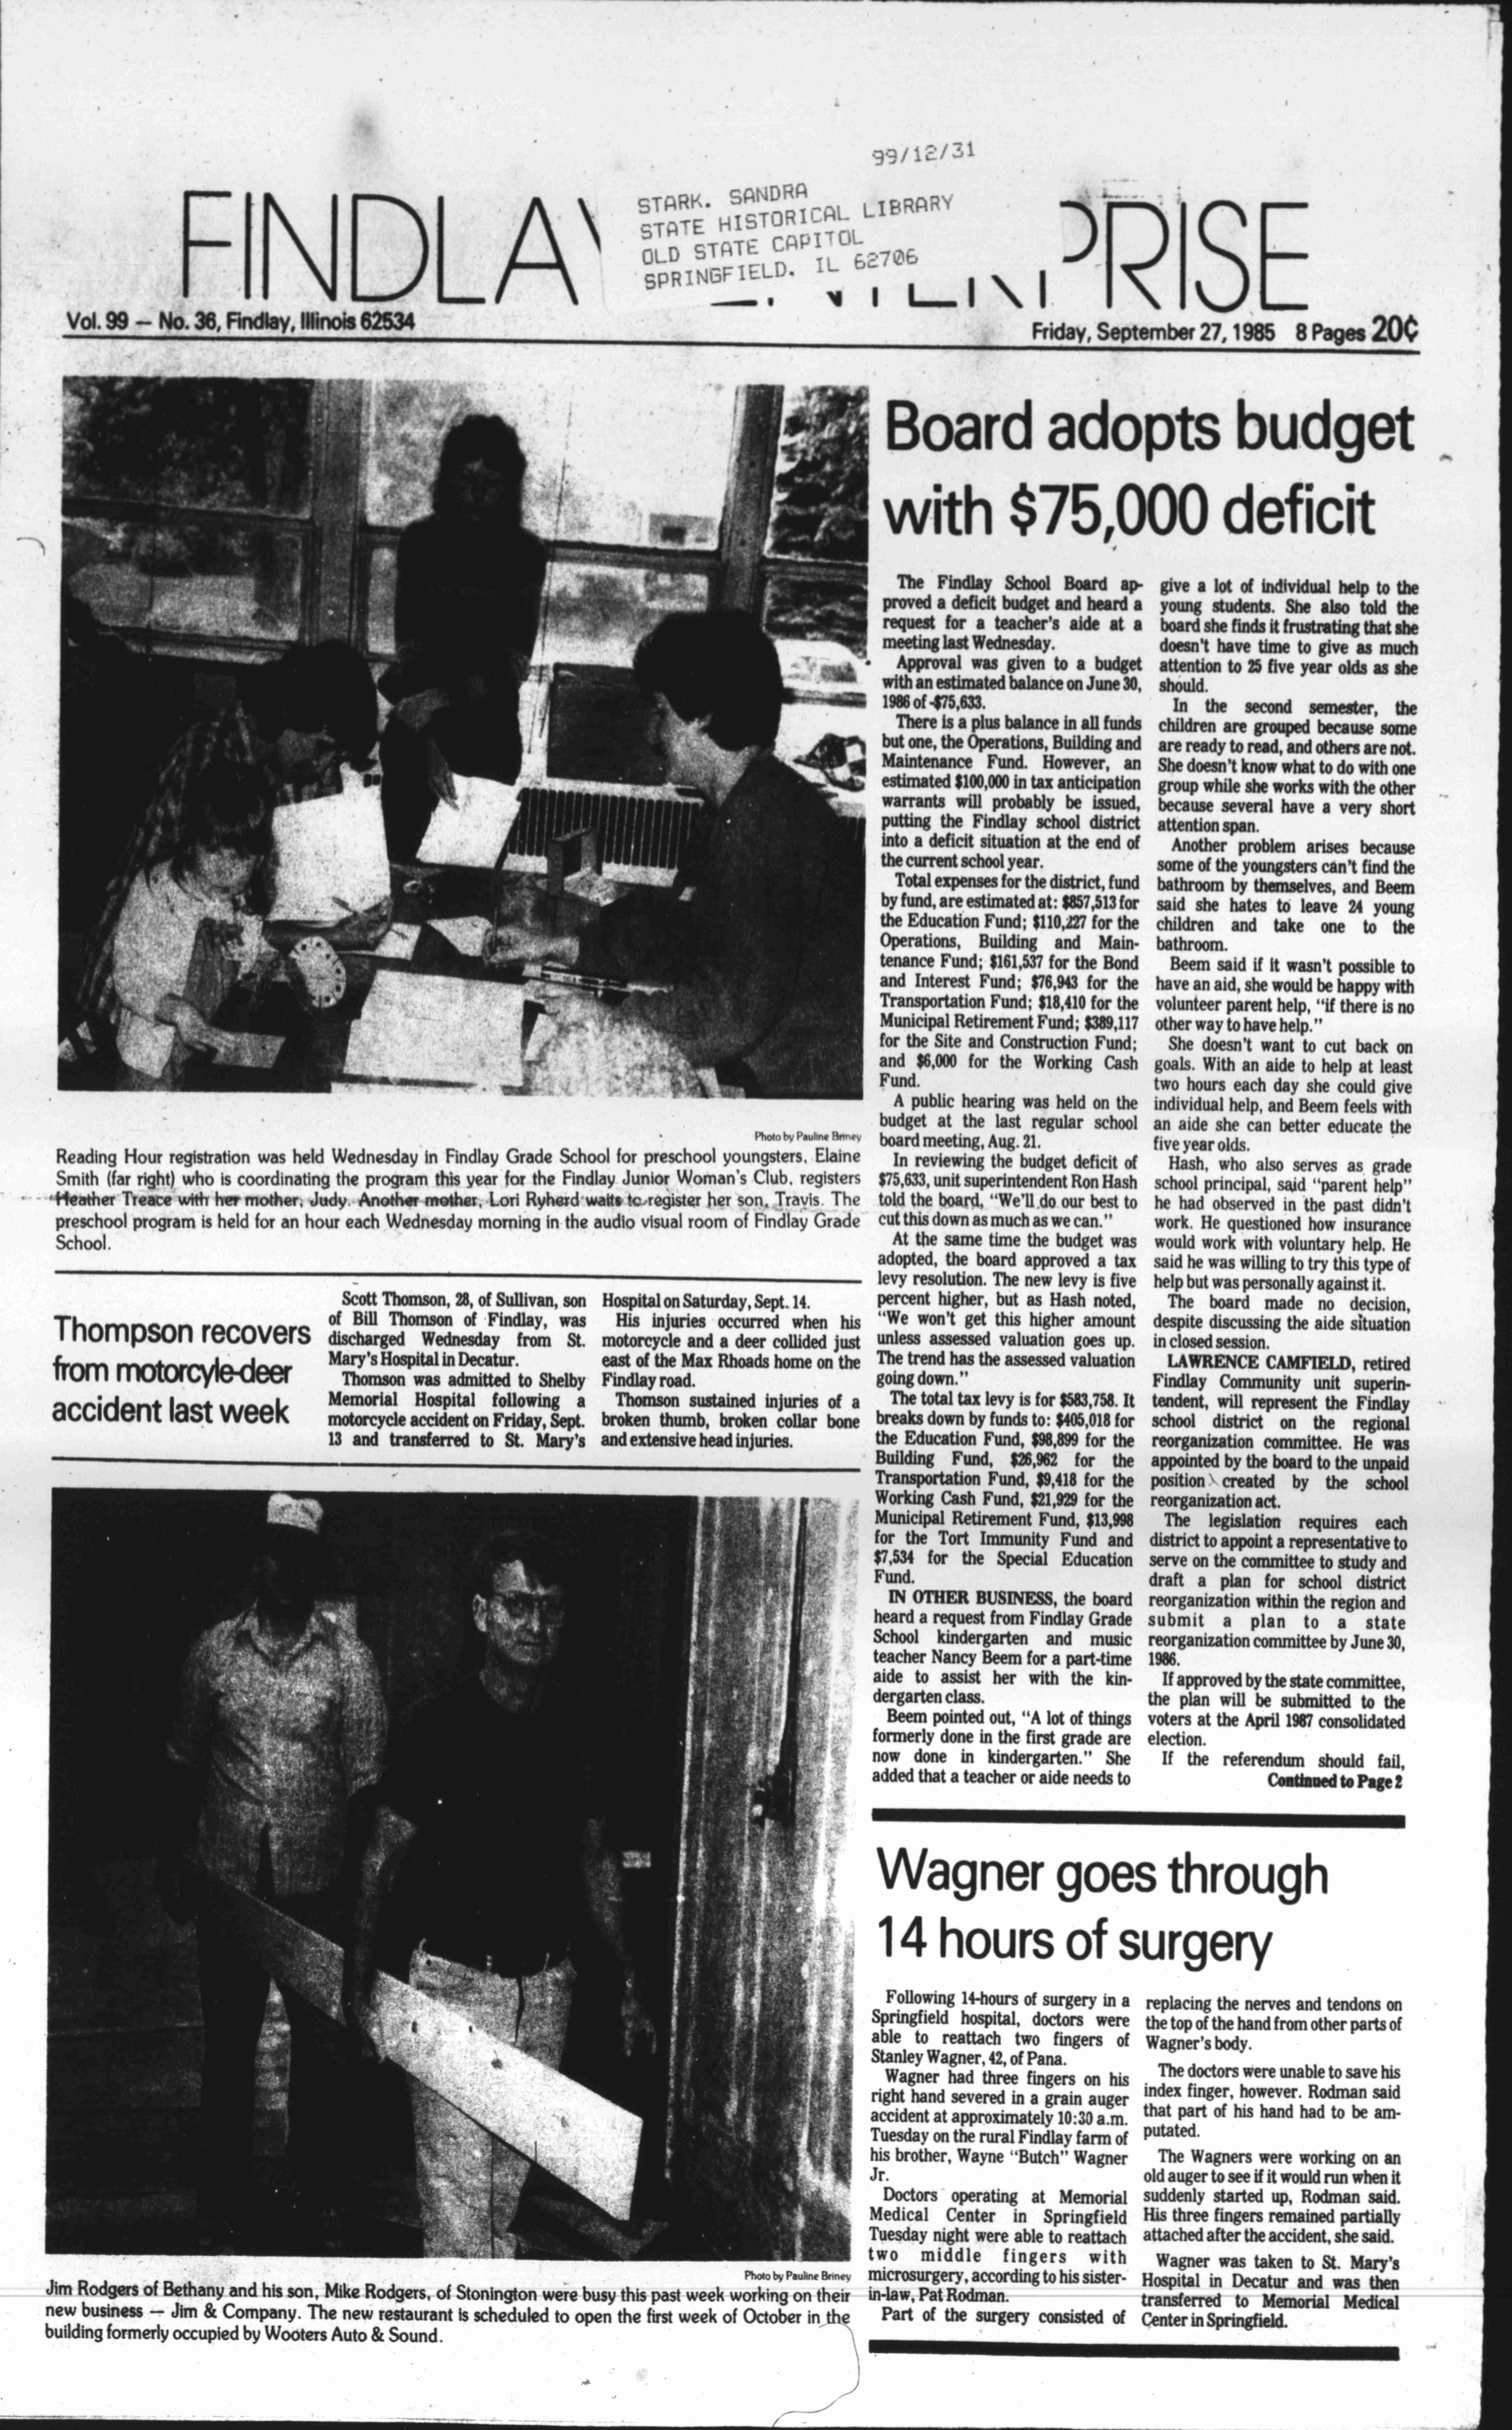 99/12/31
STARK. SANDRA
STATE HISTORICAL LIBRARY
OLD STATE CAPITOL
SPRINGFIELD. IL 62706
FINDLAY ENTERPRISE
Vol. 99 — No. 36, Findlay, Illinois 62534
Friday, September 27, 1985 8 Pages 20¢
Photo by Pauline Briney
Reading Hour registration was held Wednesday in Findlay Grade School for preschool youngsters, Elaine
Smith (far right) who is coordinating the program this year for the Findlay Junior Woman's Club, registers
Heather Treace with her mother, Judy. Another mother, Lori Ryherd waits to register her son, Travis. The
preschool program is held for an hour each Wednesday morning in the audio visual room of Findlay Grade
School.
Thompson recovers
from motorcyle-deer
accident last week
Scott Thomson, 28, of Sullivan, son
of Bill Thomson of Findlay, was
discharged Wednesday from St.
Mary's Hospital in Decatur.
Thomson was admitted to Shelby
Memorial Hospital following a
motorcycle accident on Friday, Sept.
13 and transferred to St. Mary's
Hospital on Saturday, Sept. 14.
His injuries occurred when his
motorcycle and a deer collided just
east of the Max Rhoads home on the
Findlay road.
Thomson sustained injuries of a
broken thumb, broken collar bone
and extensive head injuries.
Photo by Pauline Briney
Jim Rodgers of Bethany and his son, Mike Rodgers, of Stonington were busy this past week working on their
new business — Jim & Company. The new restaurant is scheduled to open the first week of October in the
building formerly occupied by Wooters Auto & Sound.
Board adopts budget
with $75,000 deficit
The Findlay School Board ap-
proved a deficit budget and heard a
request for a teacher's aide at a
meeting last Wednesday.
Approval was given to a budget
with an estimated balance on June 30,
1986 of -$75,633.
There is a plus balance in all funds
but one, the Operations, Building and
Maintenance Fund. However, an
estimated $100,000 in tax anticipation
warrants will probably be issued,
putting the Findlay school district
into a deficit situation at the end of
the current school year.
Total expenses for the district, fund
by fund, are estimated at: $857,513 for
the Education Fund; $110,227 for the
Operations, Building and Main-
tenance Fund; $161,537 for the Bond
and Interest Fund; $76,943 for the
Transportation Fund; $18,410 for the
Municipal Retirement Fund; $389,117
for the Site and Construction Fund;
and $6,000 for the Working Cash
Fund.
A public hearing was held on the
budget at the last regular school
board meeting, Aug. 21.
In reviewing the budget deficit of
$75,633, unit superintendent Ron Hash
told the board, "We'll do our best to
cut this down as much as we can."
At the same time the budget was
adopted, the board approved a tax
levy resolution. The new levy is five
percent higher, but as Hash noted,
"We won't get this higher amount
unless assessed valuation goes up.
The trend has the assessed valuation
going down."
The total tax levy is for $583,758. It
breaks down by funds to: $405,018 for
the Education Fund, $98,899 for the
Building Fund, $26,962 for the
Transportation Fund, $9,418 for the
Working Cash Fund, $21,929 for the
Municipal Retirement Fund, $13,998
for the Tort Immunity Fund and
$7,534 for the Special Education
Fund.
IN OTHER BUSINESS, the board
heard a request from Findlay Grade
School kindergarten and music
teacher Nancy Beem for a part-time
aide to assist her with the kin-
dergarten class.
Beem pointed out, "A lot of things
formerly done in the first grade are
now done in kindergarten." She
added that a teacher or aide needs to
give a lot of individual help to the
young students. She also told the
board she finds it frustrating that she
doesn't have time to give as much
attention to 25 five year olds as she
should.
In the second semester, the
children are grouped because some
are ready to read, and others are not.
She doesn't know what to do with one
group while she works with the other
because several have a very short
attention span.
Another problem arises because
some of the youngsters can't find the
bathroom by themselves, and Beem
said she hates to leave 24 young
children and take one to the
bathroom.
Beem said if it wasn't possible to
have an aid, she would be happy with
volunteer parent help, "if there is no
other way to have help."
She doesn't want to cut back on
goals. With an aide to help at least
two hours each day she could give
individual help, and Beem feels with
an aide she can better educate the
five year olds.
Hash, who also serves as grade
school principal, said "parent help"
he had observed in the past didn't
work. He questioned how insurance
would work with voluntary help. He
said he was willing to try this type of
help but was personally against it.
The board made no decision,
despite discussing the aide situation
in closed session.
LAWRENCE CAMFIELD, retired
Findlay Community unit superin-
tendent, will represent the Findlay
school district on the regional
reorganization committee. He was
appointed by the board to the unpaid
position created by the school
reorganization act.
The legislation requires each
district to appoint a representative to
serve on the committee to study and
draft a plan for school district
reorganization within the region and
submit a plan to a state
reorganization committee by June 30,
1986.
If approved by the state committee,
the plan will be submitted to the
voters at the April 1987 consolidated
election.
If the referendum should fail,
Continued to Page 2
Wagner goes through
14 hours of surgery
Following 14-hours of surgery in a
Springfield hospital, doctors were
able to reattach two fingers of
Stanley Wagner, 42, of Pana.
Wagner had three fingers on his
right hand severed in a grain auger
accident at approximately 10:30 a.m.
Tuesday on the rural Findlay farm of
his brother, Wayne "Butch" Wagner
Jr.
Doctors operating at Memorial
Medical Center in Springfield
Tuesday night were able to reattach
two middle fingers with
microsurgery, according to his sister-
in-law, Pat Rodman.
Part of the surgery consisted of
replacing the nerves and tendons on
the top of the hand from other parts of
Wagner's body.
The doctors were unable to save his
index finger, however. Rodman said
that part of his hand had to be am-
putated.
The Wagners were working on an
old auger to see if it would run when it
suddenly started up, Rodman said.
His three fingers remained partially
attached after the accident, she said.
Wagner was taken to St. Mary's
Hospital in Decatur and was then
transferred to Memorial Medical
Center in Springfield.